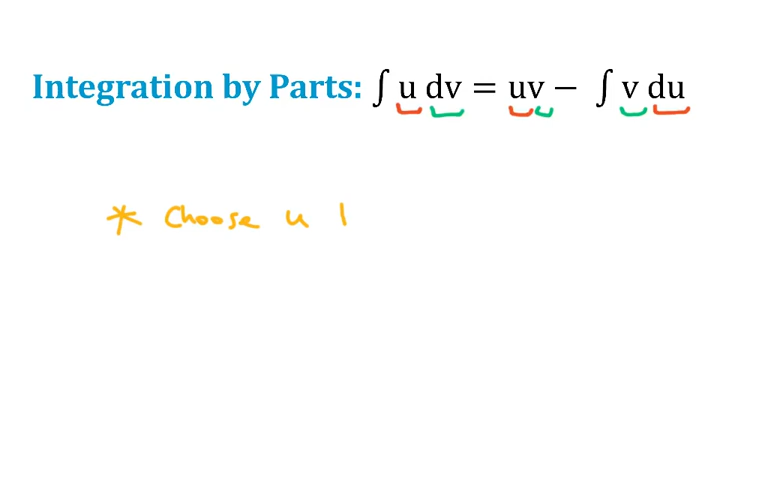 Integration by Parts: ∫ u dv = uv − ∫ v du
* Choose u